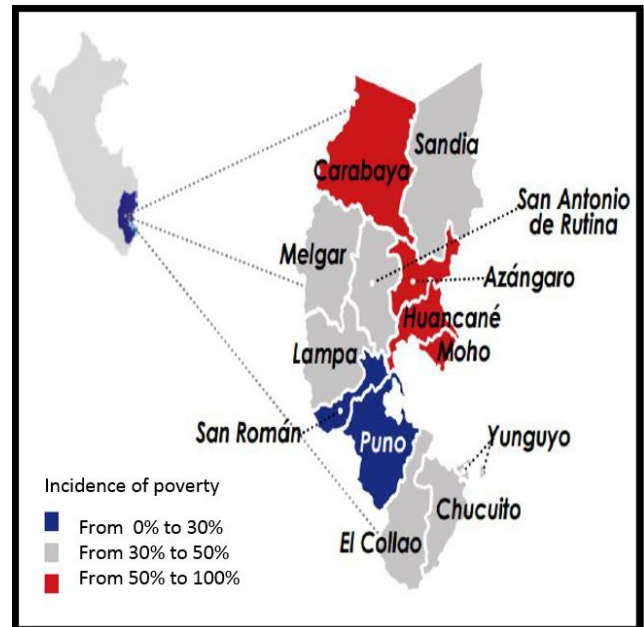 Carabaya
Sandia
San Antonio
de Rutina
Melgar
Azángaro
Huancané
Moho
Lampa
San Román
Puno
Yunguyo
Chucuito
El Collao
Incidence of poverty
From 0% to 30%
From 30% to 50%
From 50% to 100%